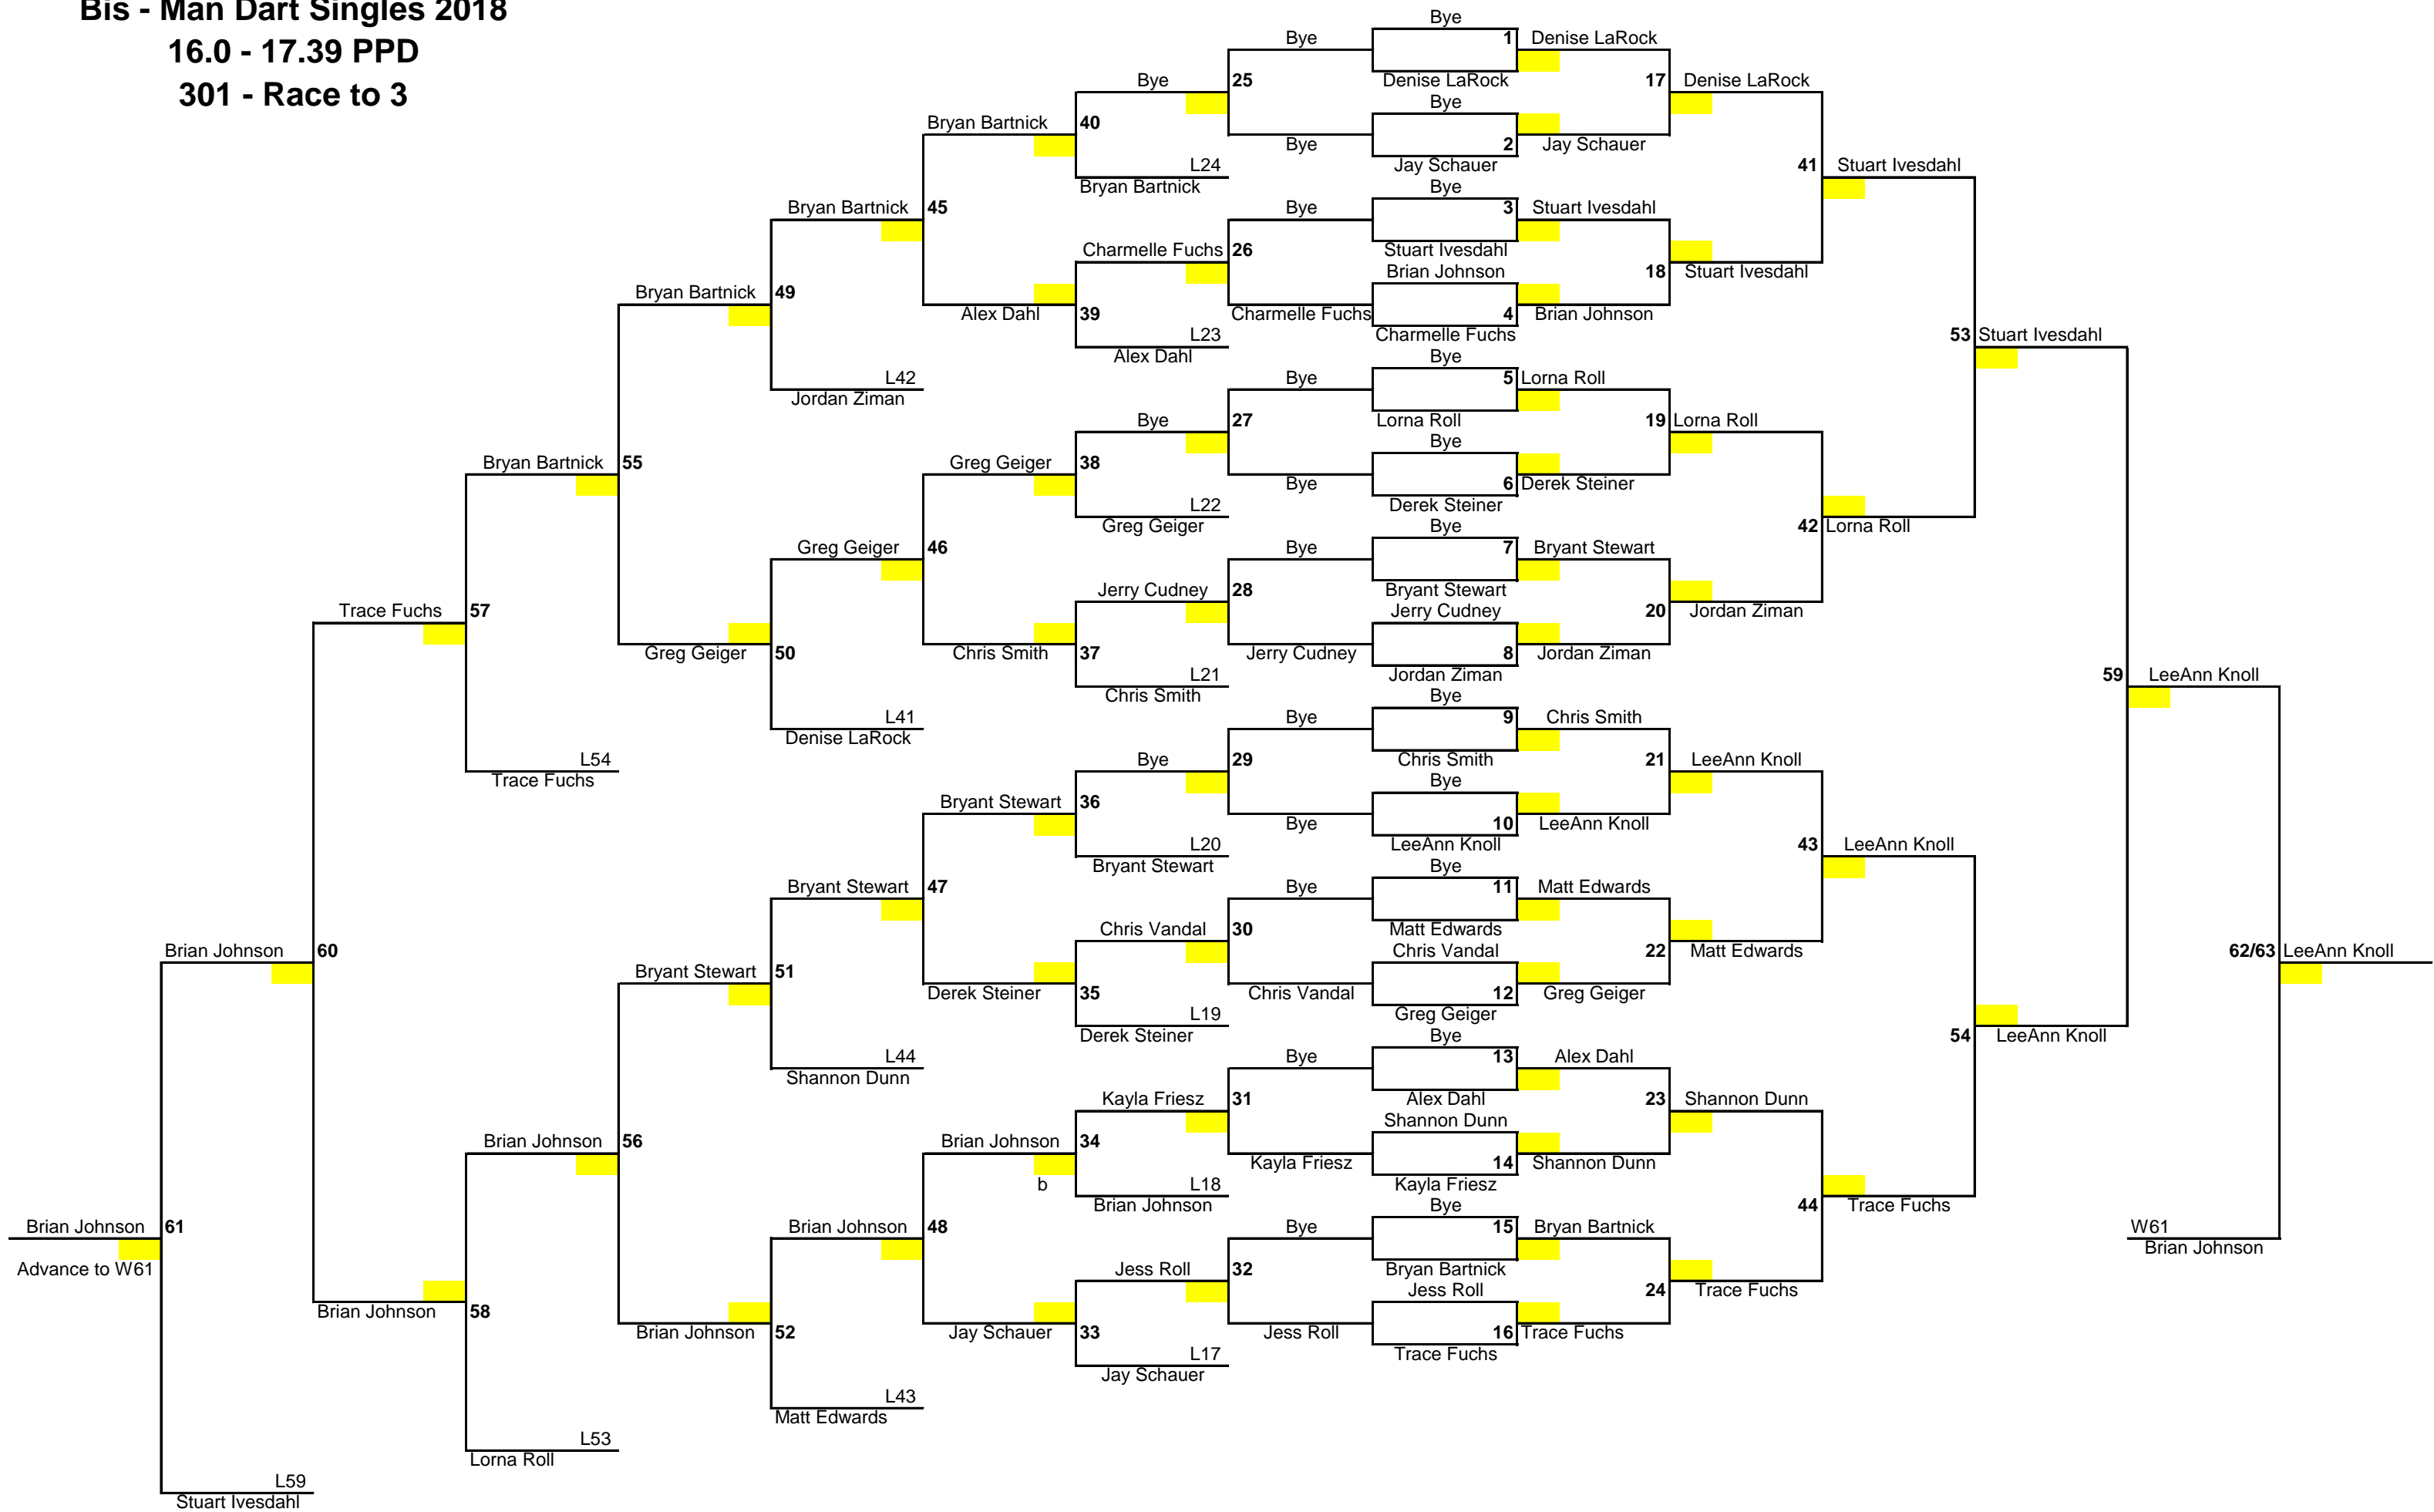 Bis - Man Dart Singles 2018
16.0 - 17.39 PPD
301 - Race to 3
Bye
Bye 1 Denise LaRock
Bye 25 Denise LaRock 17 Denise LaRock
Bye
Bryan Bartnick 40
Bye 2 Jay Schauer
L24 Jay Schauer 41 Stuart Ivesdahl
Bryan Bartnick Bye
Bryan Bartnick 45 Bye 3 Stuart Ivesdahl
Charmelle Fuchs 26 Stuart Ivesdahl
Brian Johnson 18 Stuart Ivesdahl
Bryan Bartnick 49
Alex Dahl 39 Charmelle Fuchs 4 Brian Johnson
L23 Charmelle Fuchs 53 Stuart Ivesdahl
Alex Dahl Bye
L42 Bye 5 Lorna Roll
Jordan Ziman
Bye 27 Lorna Roll 19 Lorna Roll
Bye
Bryan Bartnick 55 Greg Geiger 38
Bye 6 Derek Steiner
L22 Derek Steiner
Greg Geiger Bye 42 Lorna Roll
Greg Geiger 46 Bye 7 Bryant Stewart
Jerry Cudney 28 Bryant Stewart
Trace Fuchs 57 Jerry Cudney 20 Jordan Ziman
Greg Geiger 50 Chris Smith 37 Jerry Cudney 8 Jordan Ziman
L21 Jordan Ziman 59 LeeAnn Knoll
Chris Smith Bye
L41 Bye 9 Chris Smith
Denise LaRock
L54 Bye 29 Chris Smith 21 LeeAnn Knoll
Trace Fuchs Bye
Bryant Stewart 36
Bye 10 LeeAnn Knoll
L20 LeeAnn Knoll 43 LeeAnn Knoll
Bryant Stewart Bye
Bryant Stewart 47 Bye 11 Matt Edwards
Chris Vandal 30 Matt Edwards
Brian Johnson 60 Chris Vandal 22 Matt Edwards 62/63 LeeAnn Knoll
Bryant Stewart 51
Derek Steiner 35 Chris Vandal 12 Greg Geiger
L19 Greg Geiger
Derek Steiner Bye 54 LeeAnn Knoll
L44 Bye 13 Alex Dahl
Shannon Dunn
Kayla Friesz 31 Alex Dahl 23 Shannon Dunn
Shannon Dunn
Brian Johnson 56 Brian Johnson 34
Kayla Friesz 14 Shannon Dunn
b L18 Kayla Friesz
Brian Johnson Bye 44 Trace Fuchs
Brian Johnson 61 Brian Johnson 48 Bye 15 Bryan Bartnick W61
Brian Johnson
Advance to W61 Jess Roll 32 Bryan Bartnick
Jess Roll 24 Trace Fuchs
Brian Johnson 58
Brian Johnson 52 Jay Schauer 33 Jess Roll 16 Trace Fuchs
L17 Trace Fuchs
Jay Schauer
L43
Matt Edwards
L53
Lorna Roll
L59
Stuart Ivesdahl